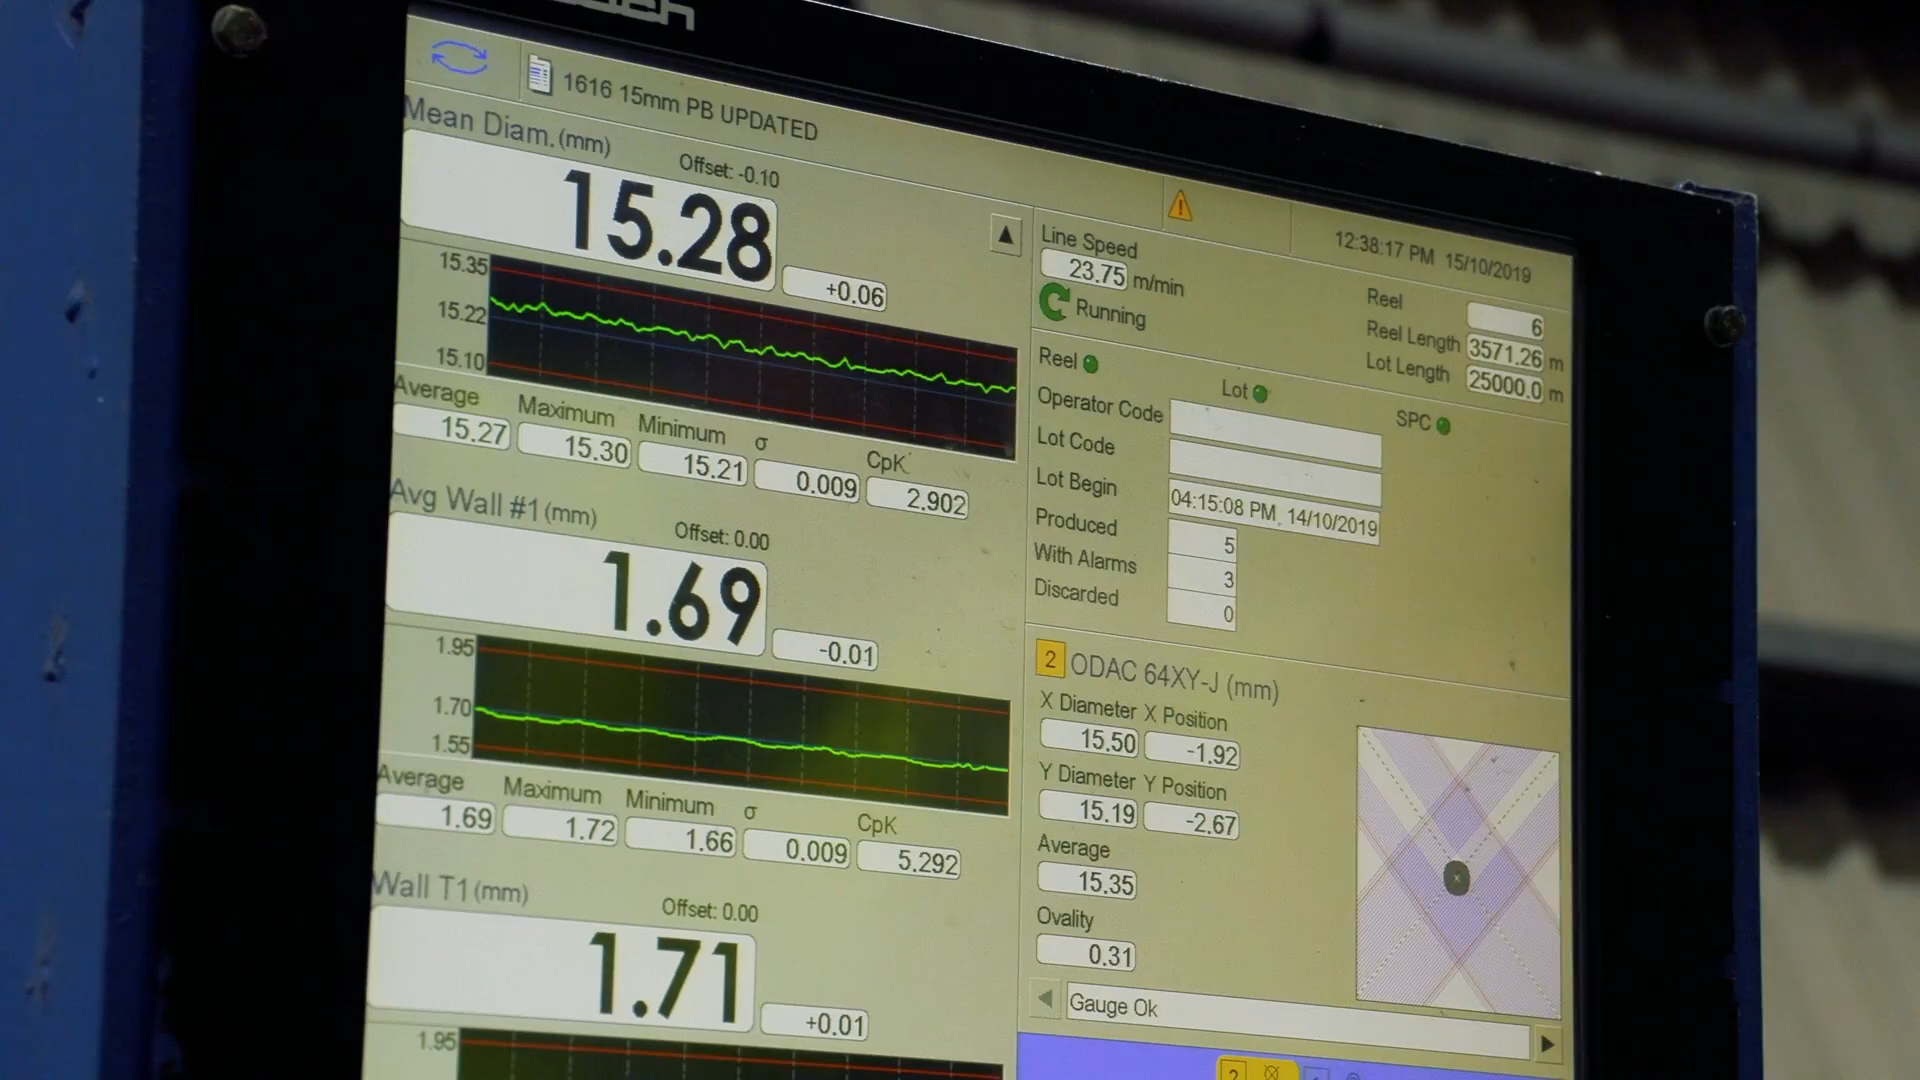 1616 15mm PB UPDATED
Mean Diam. (mm)
Offset: -0.10
15.28
+0.06
15.35
15.22
15.10
Average Maximum Minimum σ CpK
15.27 15.30 15.21 0.009 2.902
Avg Wall #1 (mm)
Offset: 0.00
1.69
-0.01
1.95
1.70
1.55
Average Maximum Minimum σ CpK
1.69 1.72 1.66 0.009 5.292
Wall T1 (mm)
Offset: 0.00
1.71
+0.01
1.95
12:38:17 PM 15/10/2019
Line Speed
23.75 m/min
Running
Reel 6
Reel Length 3571.26 m
Lot Length 25000.0 m
Reel Lot SPC
Operator Code
Lot Code
Lot Begin 04:15:08 PM, 14/10/2019
Produced 5
With Alarms 3
Discarded 0
2 ODAC 64XY-J (mm)
X Diameter X Position
15.50 -1.92
Y Diameter Y Position
15.19 -2.67
Average
15.35
Ovality
0.31
Gauge Ok
2